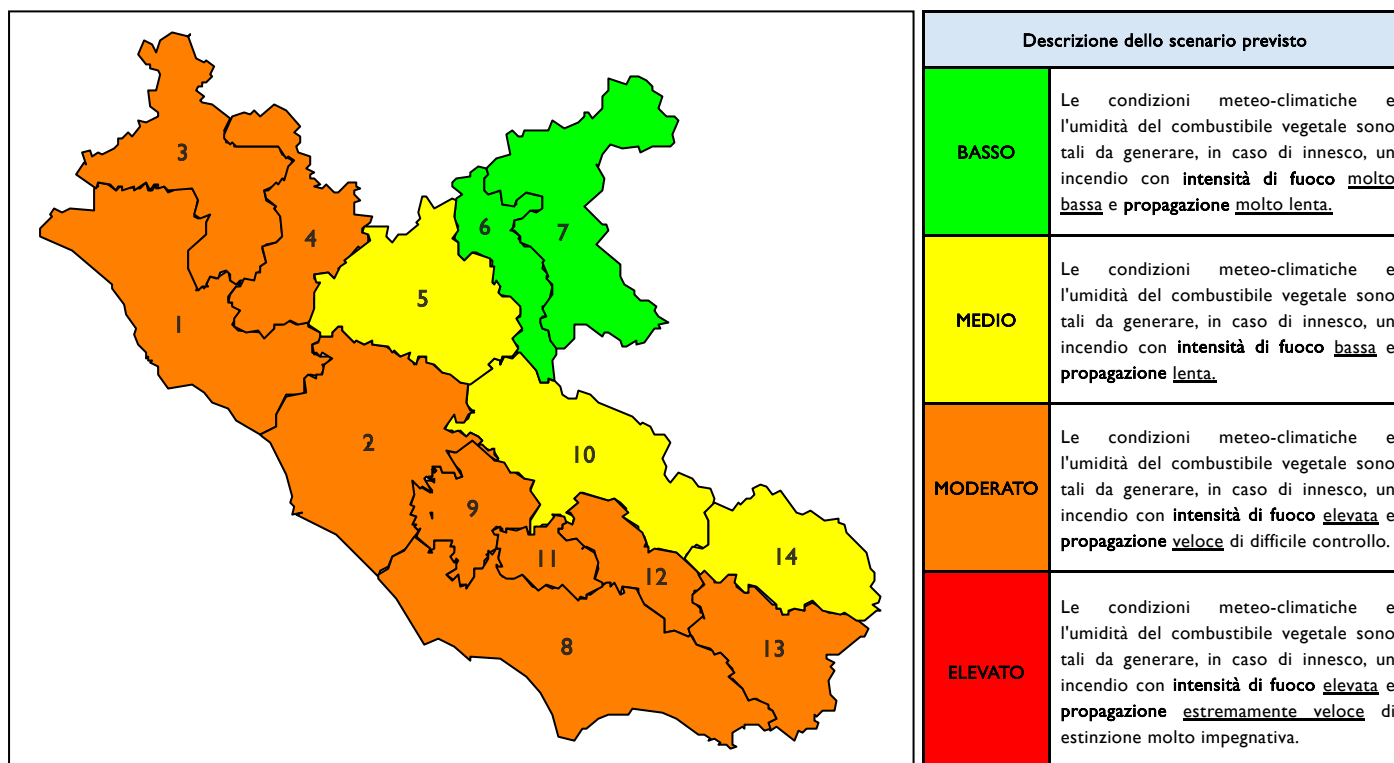 3
4
6
7
5
1
2
10
9
11
12
14
8
13
Descrizione dello scenario previsto
BASSO
Le condizioni meteo-climatiche e
l'umidità del combustibile vegetale sono
tali da generare, in caso di innesco, un
incendio con intensità di fuoco molto
bassa e propagazione molto lenta.
MEDIO
Le condizioni meteo-climatiche e
l'umidità del combustibile vegetale sono
tali da generare, in caso di innesco, un
incendio con intensità di fuoco bassa e
propagazione lenta.
MODERATO
Le condizioni meteo-climatiche e
l'umidità del combustibile vegetale sono
tali da generare, in caso di innesco, un
incendio con intensità di fuoco elevata e
propagazione veloce di difficile controllo.
ELEVATO
Le condizioni meteo-climatiche e
l'umidità del combustibile vegetale sono
tali da generare, in caso di innesco, un
incendio con intensità di fuoco elevata e
propagazione estremamente veloce di
estinzione molto impegnativa.